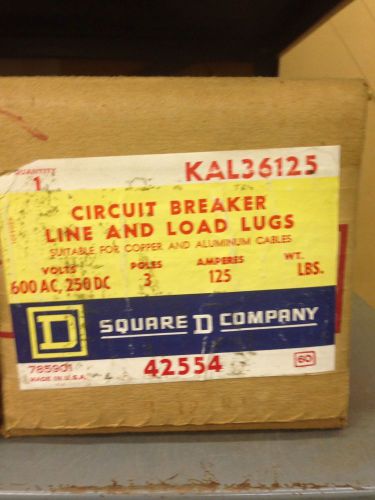 QUANTITY
1
KAL36125
CIRCUIT BREAKER
LINE AND LOAD LUGS
SUITABLE FOR COPPER AND ALUMINUM CABLES
VOLTS POLES AMPERES WT.
600 AC, 250 DC 3 125 LBS.
D SQUARE D COMPANY
785901
MADE IN U.S.A.
42554
60